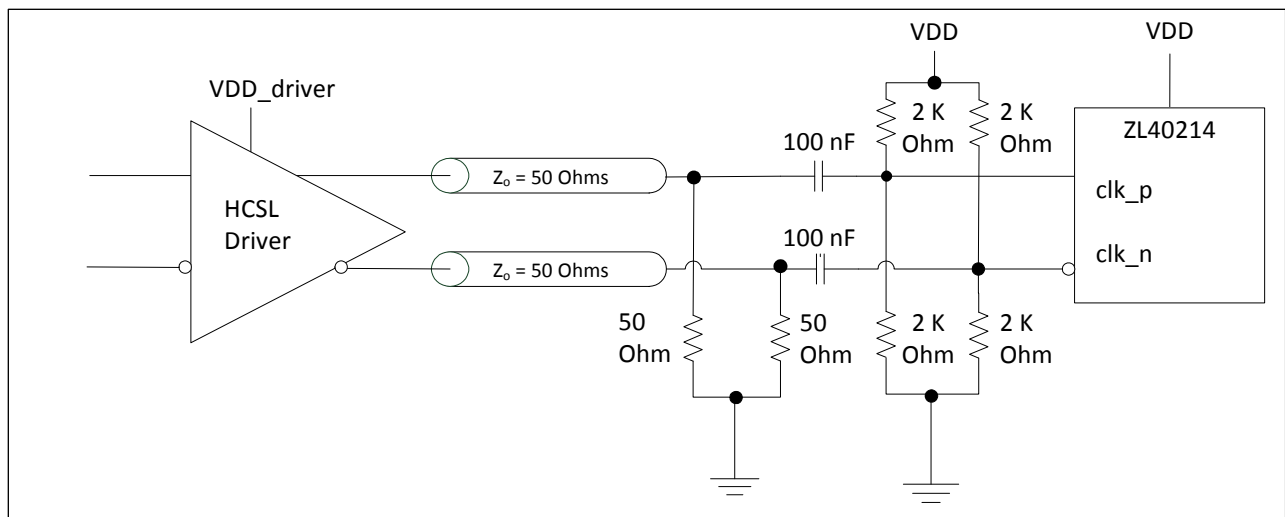 VDD
VDD
VDD_driver
2 K
Ohm
2 K
Ohm
ZL40214
100 nF
Zo = 50 Ohms
clk_p
HCSL
Driver
100 nF
clk_n
Zo = 50 Ohms
50
Ohm
50
Ohm
2 K
Ohm
2 K
Ohm